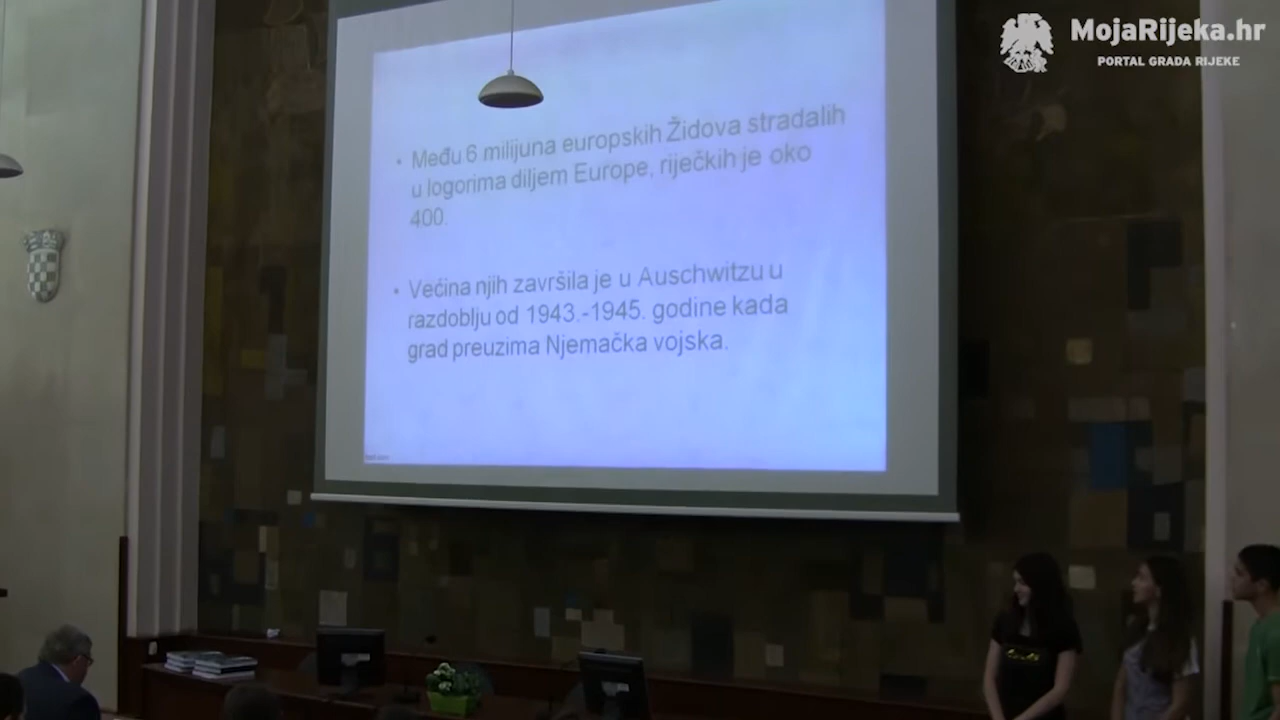 MojaRijeka.hr
PORTAL GRADA RIJEKE
• Među 6 milijuna europskih Židova stradalih
u logorima diljem Europe, riječkih je oko
400.
• Većina njih završila je u Auschwitzu u
razdoblju od 1943.-1945. godine kada
grad preuzima Njemačka vojska.